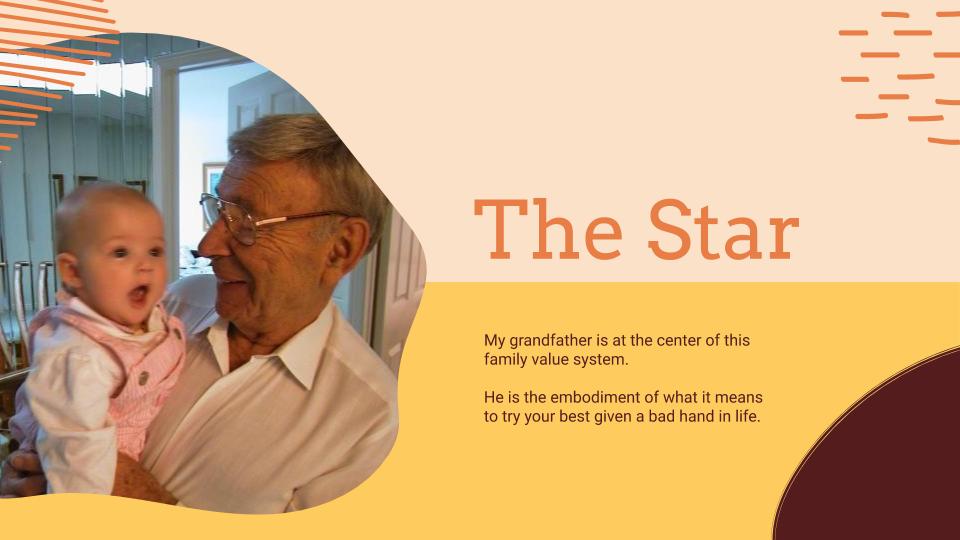 The Star
My grandfather is at the center of this
family value system.
He is the embodiment of what it means
to try your best given a bad hand in life.